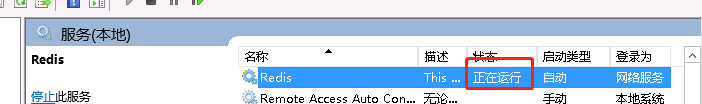 服务(本地)
Redis
停止此服务
名称 描述 状态 启动类型 登录为
Redis This ... 正在运行 自动 网络服务
Remote Access Auto Con... 无论... 手动 本地系统